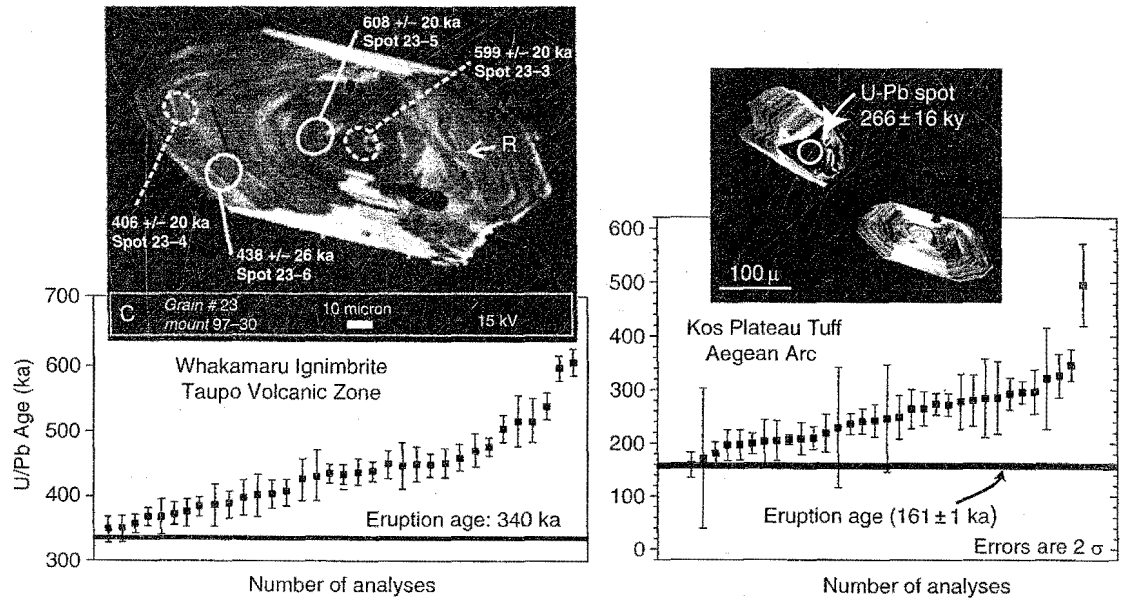 608 +/– 20 ka
Spot 23–5
599 +/– 20 ka
Spot 23–3
R
406 +/– 20 ka
Spot 23–4
438 +/– 26 ka
Spot 23–6
C
Grain # 23
mount 97–30
10 micron
15 kV
Whakamaru Ignimbrite
Taupo Volcanic Zone
U/Pb Age (ka)
700
600
500
400
300
Eruption age: 340 ka
Number of analyses
U-Pb spot
266 ± 16 ky
100 μ
Kos Plateau Tuff
Aegean Arc
600
500
400
300
200
100
0
Eruption age (161 ± 1 ka)
Errors are 2 σ
Number of analyses